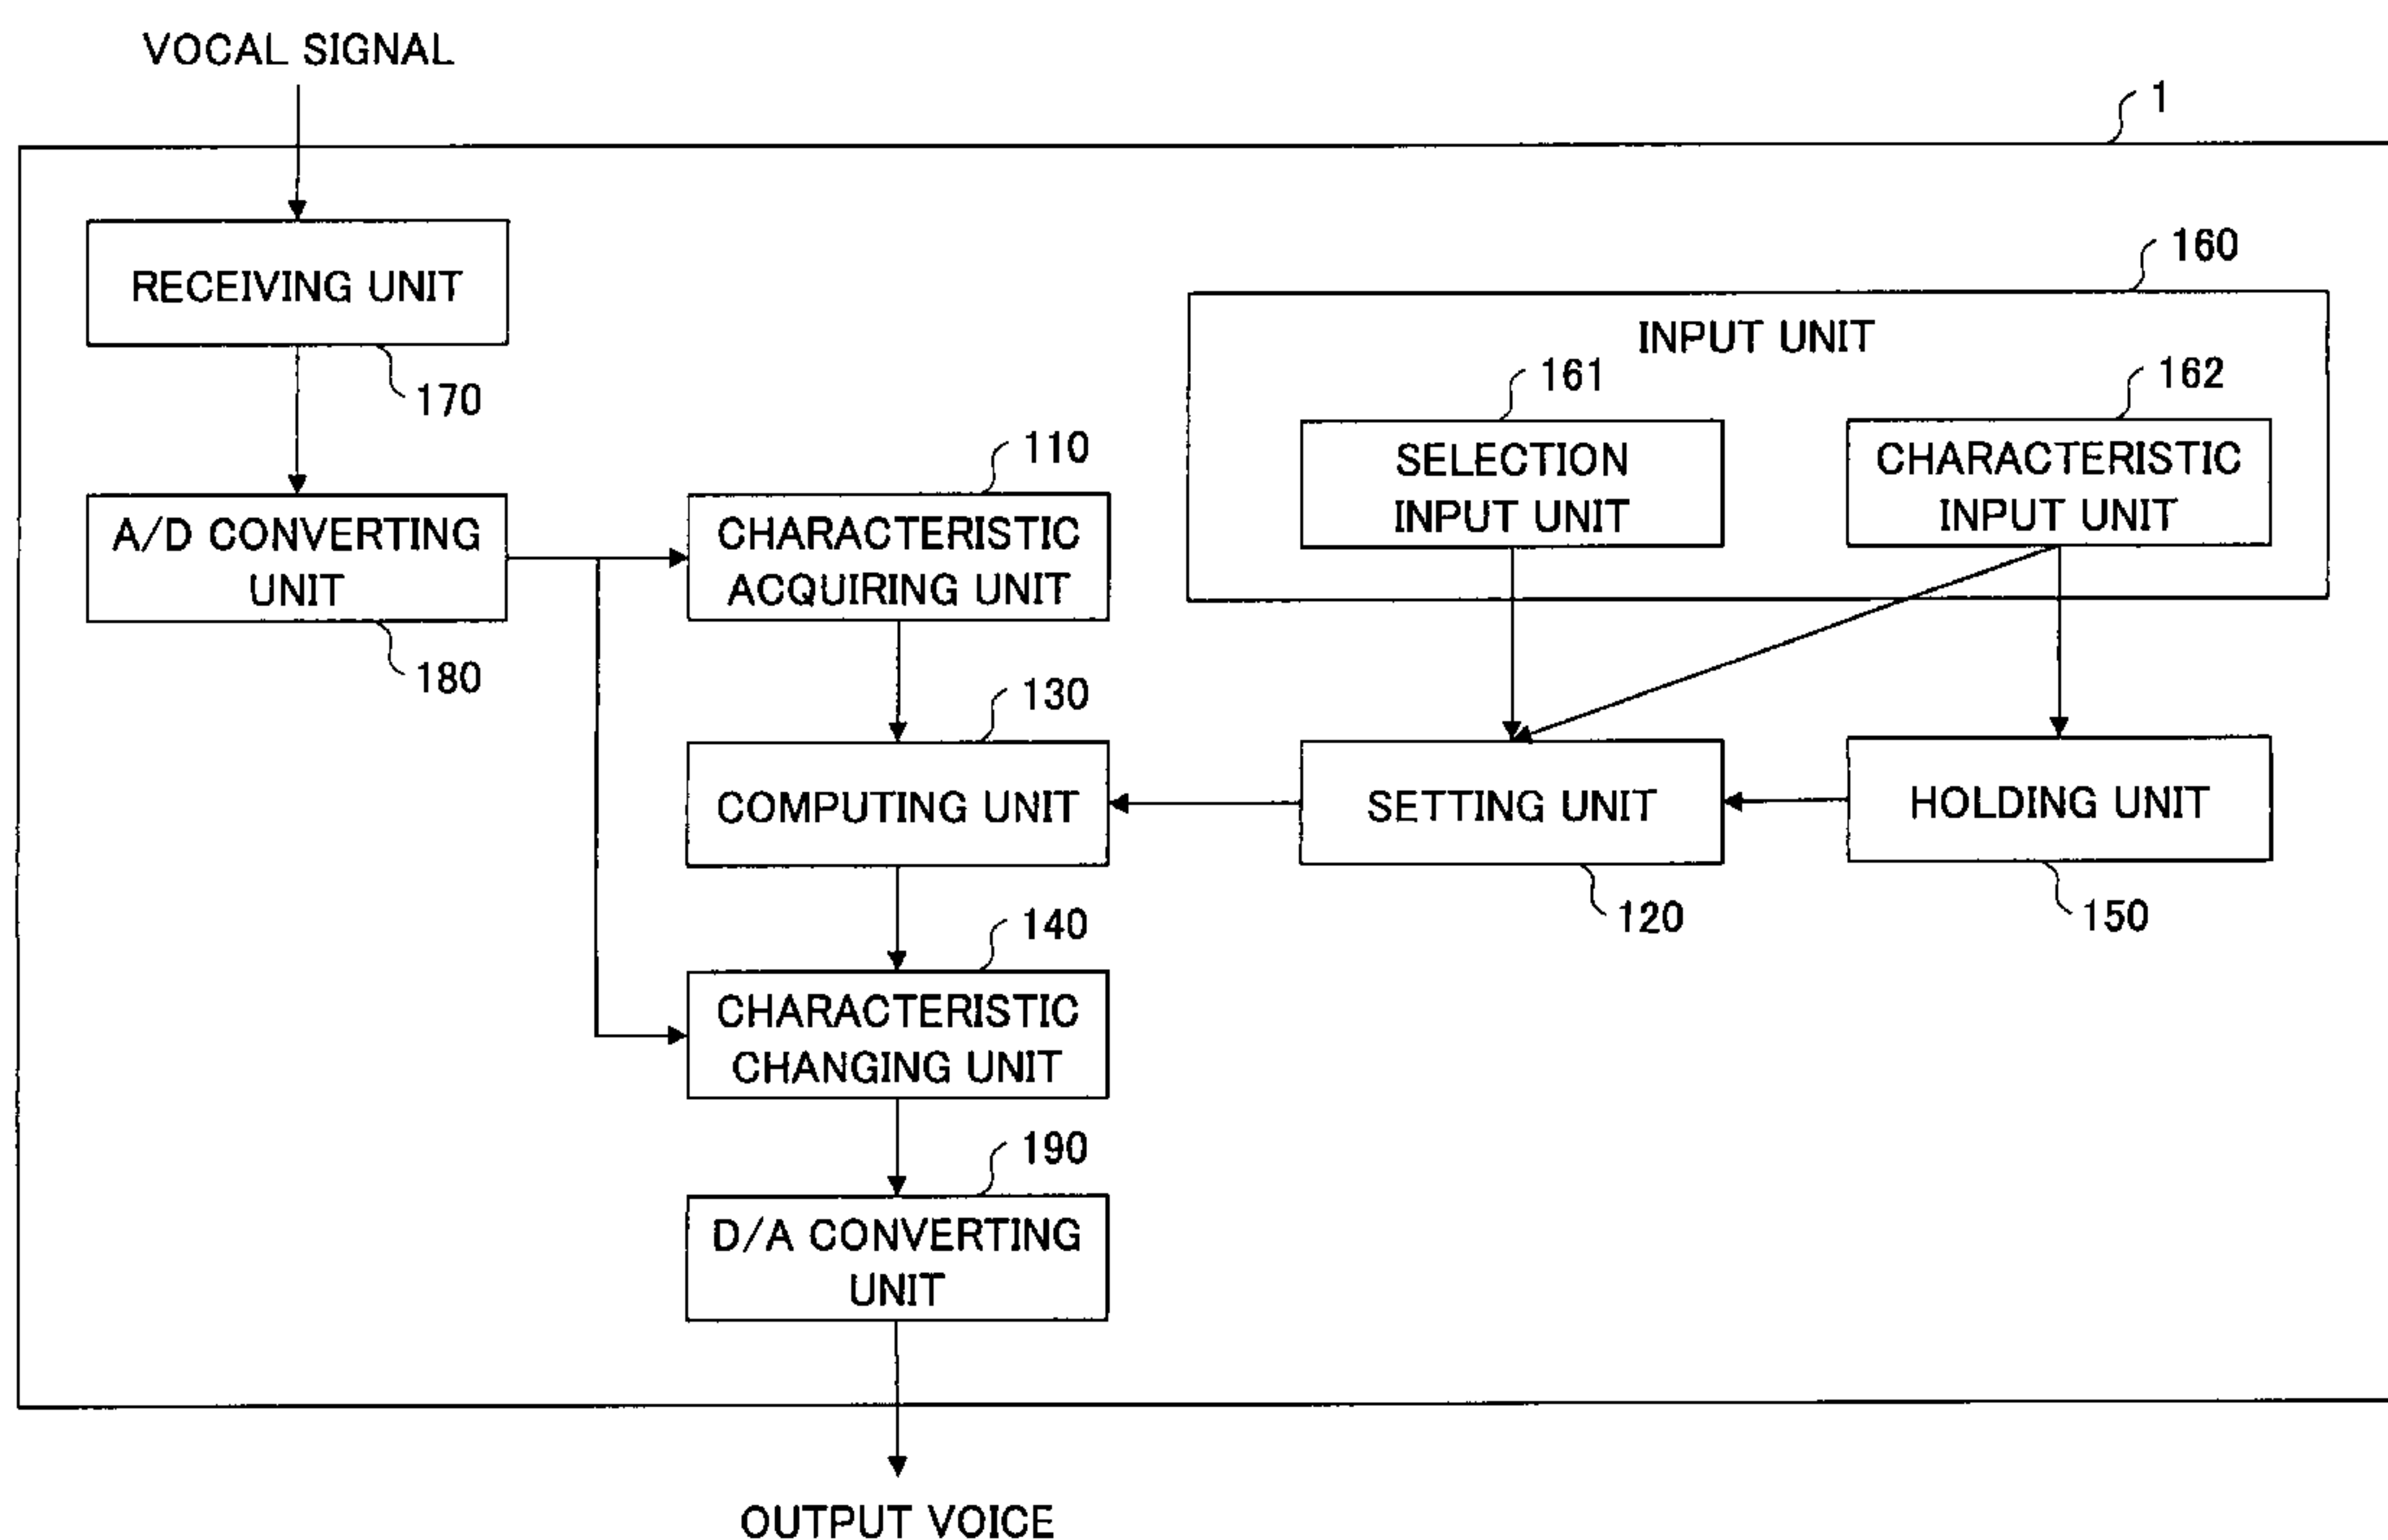 VOCAL SIGNAL
1
RECEIVING UNIT
170
160
INPUT UNIT
161
162
SELECTION
INPUT UNIT
CHARACTERISTIC
INPUT UNIT
A/D CONVERTING
UNIT
180
110
CHARACTERISTIC
ACQUIRING UNIT
130
COMPUTING UNIT
SETTING UNIT
120
HOLDING UNIT
150
140
CHARACTERISTIC
CHANGING UNIT
190
D/A CONVERTING
UNIT
OUTPUT VOICE